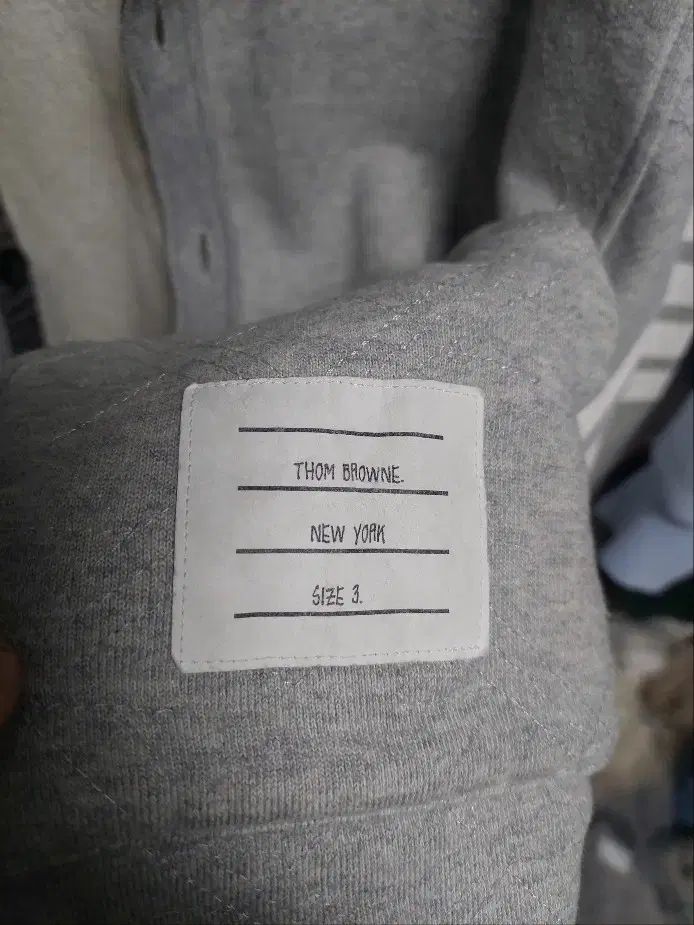 THOM BROWNE.
NEW YORK
SIZE 3.